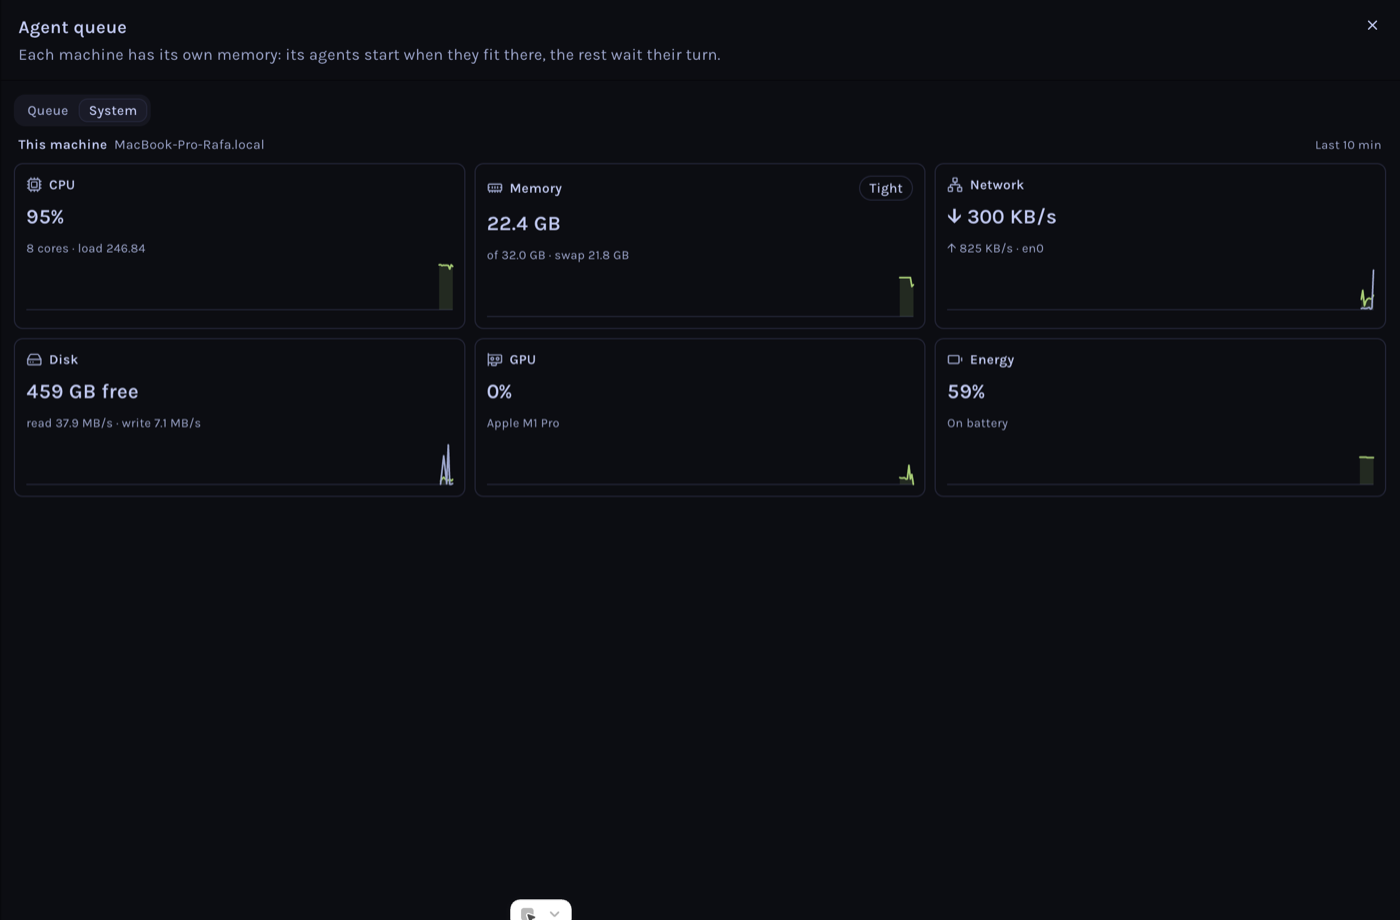 Agent queue
Each machine has its own memory: its agents start when they fit there, the rest wait their turn.
Queue System
This machine MacBook-Pro-Rafa.local Last 10 min
CPU
95%
8 cores · load 246.84
Memory Tight
22.4 GB
of 32.0 GB · swap 21.8 GB
Network
↓ 300 KB/s
↑ 825 KB/s · en0
Disk
459 GB free
read 37.9 MB/s · write 7.1 MB/s
GPU
0%
Apple M1 Pro
Energy
59%
On battery